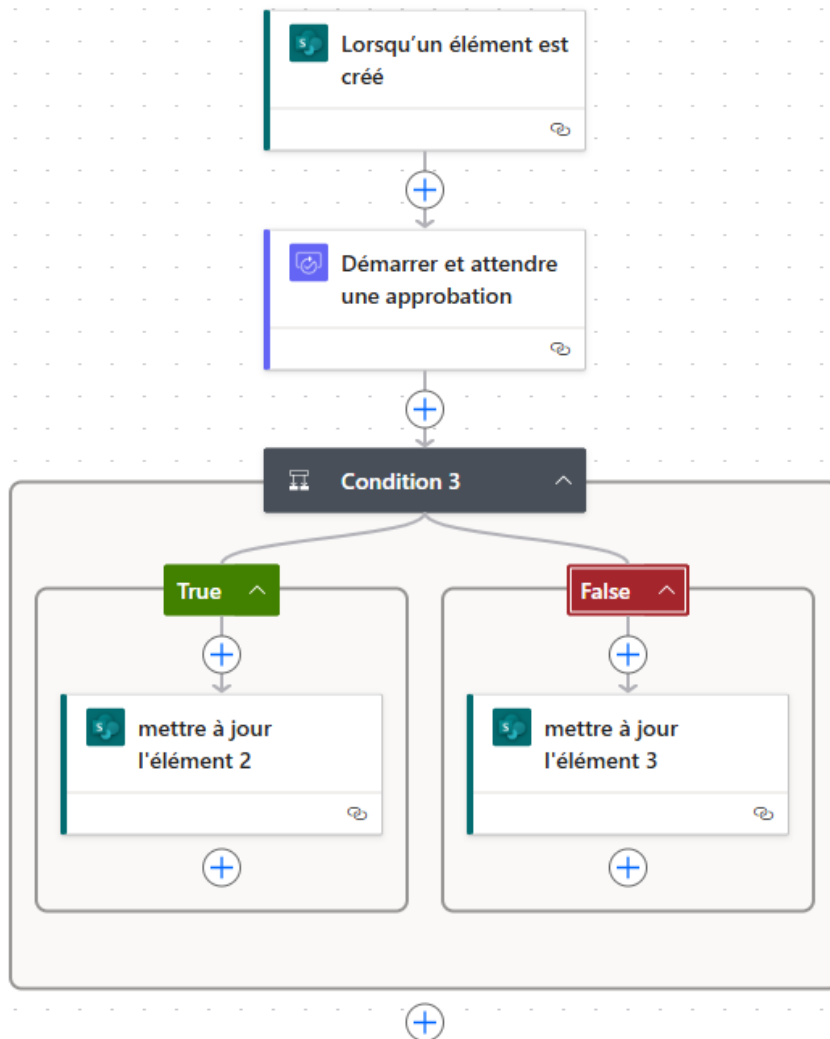 Lorsqu’un élément est
créé
Démarrer et attendre
une approbation
Condition 3
True
False
mettre à jour
l'élément 2
mettre à jour
l'élément 3